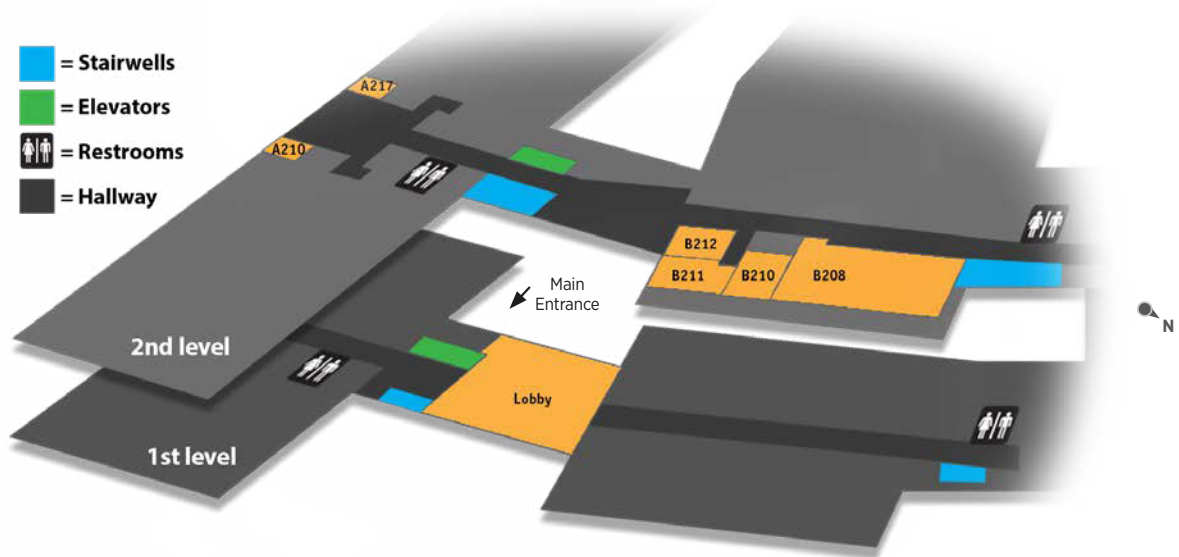 = Stairwells
= Elevators
= Restrooms
= Hallway
A217
A210
B212
B211
B210
B208
Main
Entrance
N
2nd level
Lobby
1st level